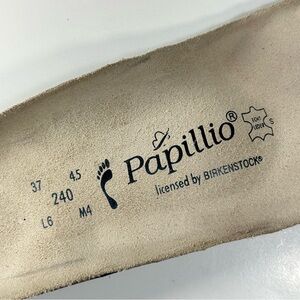 37 4.5
240
L6 M4
Papillio®
licensed by BIRKENSTOCK®
S